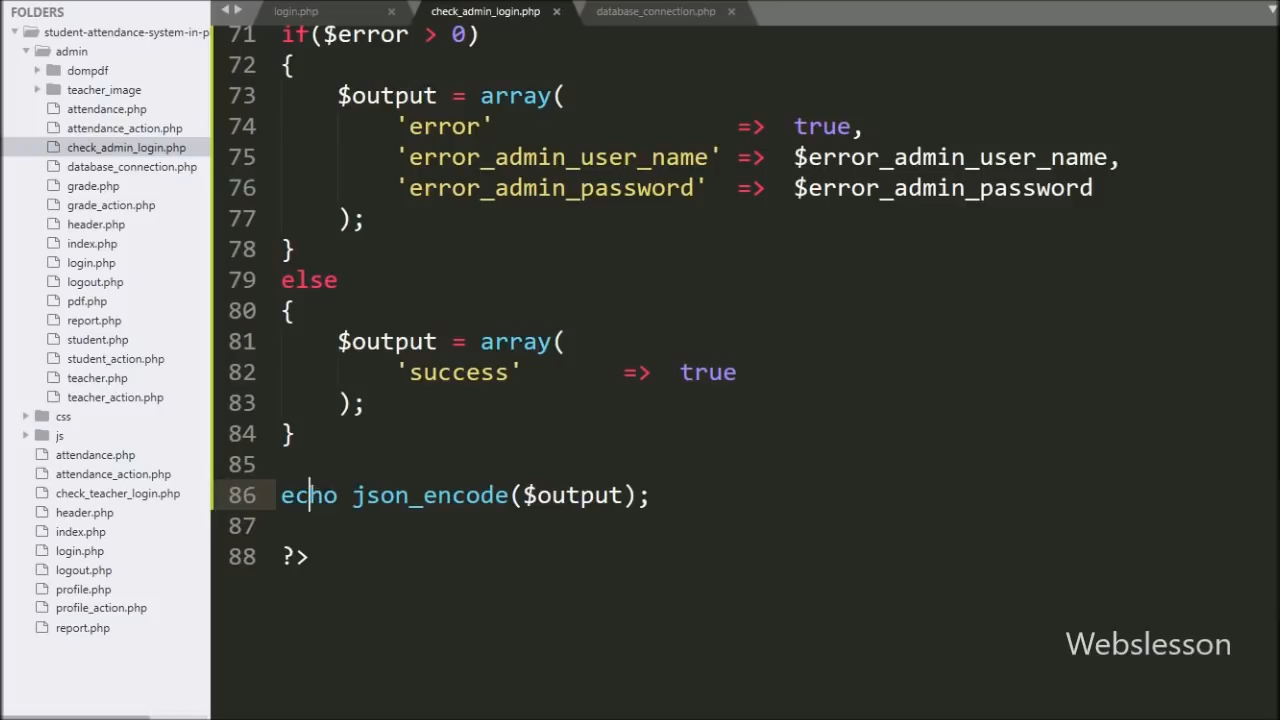 FOLDERS
student-attendance-system-in-p
admin
dompdf
teacher_image
attendance.php
attendance_action.php
check_admin_login.php
database_connection.php
grade.php
grade_action.php
header.php
index.php
login.php
logout.php
pdf.php
report.php
student.php
student_action.php
teacher.php
teacher_action.php
css
js
attendance.php
attendance_action.php
check_teacher_login.php
header.php
index.php
login.php
logout.php
profile.php
profile_action.php
report.php
login.php
check_admin_login.php
database_connection.php
71 if($error > 0)
72 {
73 $output = array(
74 'error' => true,
75 'error_admin_user_name' => $error_admin_user_name,
76 'error_admin_password' => $error_admin_password
77 );
78 }
79 else
80 {
81 $output = array(
82 'success' => true
83 );
84 }
85
86 echo json_encode($output);
87
88 ?>
Webslesson